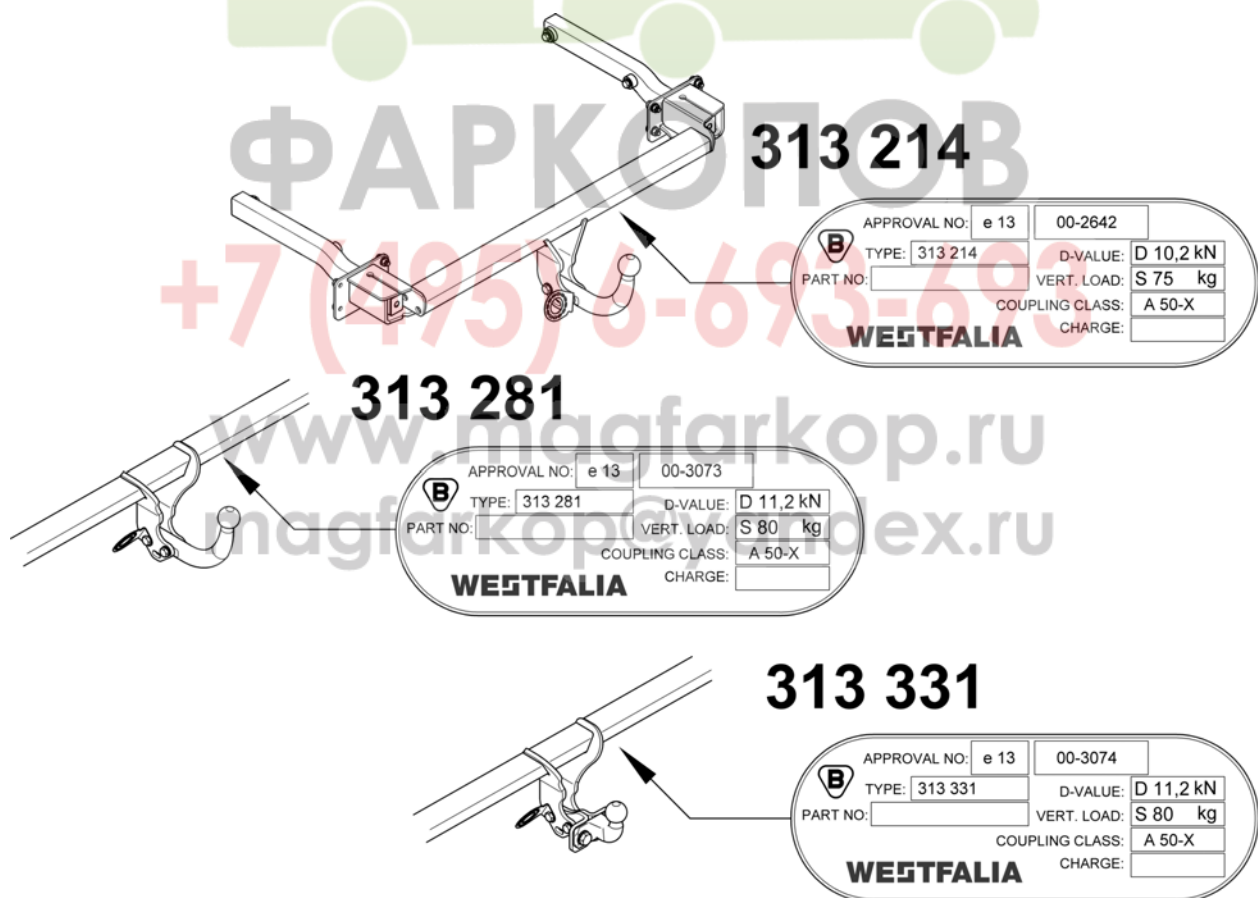 ФАРКОПОВ
+7 (495) 6-693-693
www.magfarkop.ru
magfarkop@yandex.ru
313 214
B
APPROVAL NO: e 13 00-2642
TYPE: 313 214 D-VALUE: D 10,2 kN
PART NO: VERT. LOAD: S 75 kg
COUPLING CLASS: A 50-X
WESTFALIA CHARGE:
313 281
B
APPROVAL NO: e 13 00-3073
TYPE: 313 281 D-VALUE: D 11,2 kN
PART NO: VERT. LOAD: S 80 kg
COUPLING CLASS: A 50-X
WESTFALIA CHARGE:
313 331
B
APPROVAL NO: e 13 00-3074
TYPE: 313 331 D-VALUE: D 11,2 kN
PART NO: VERT. LOAD: S 80 kg
COUPLING CLASS: A 50-X
WESTFALIA CHARGE: